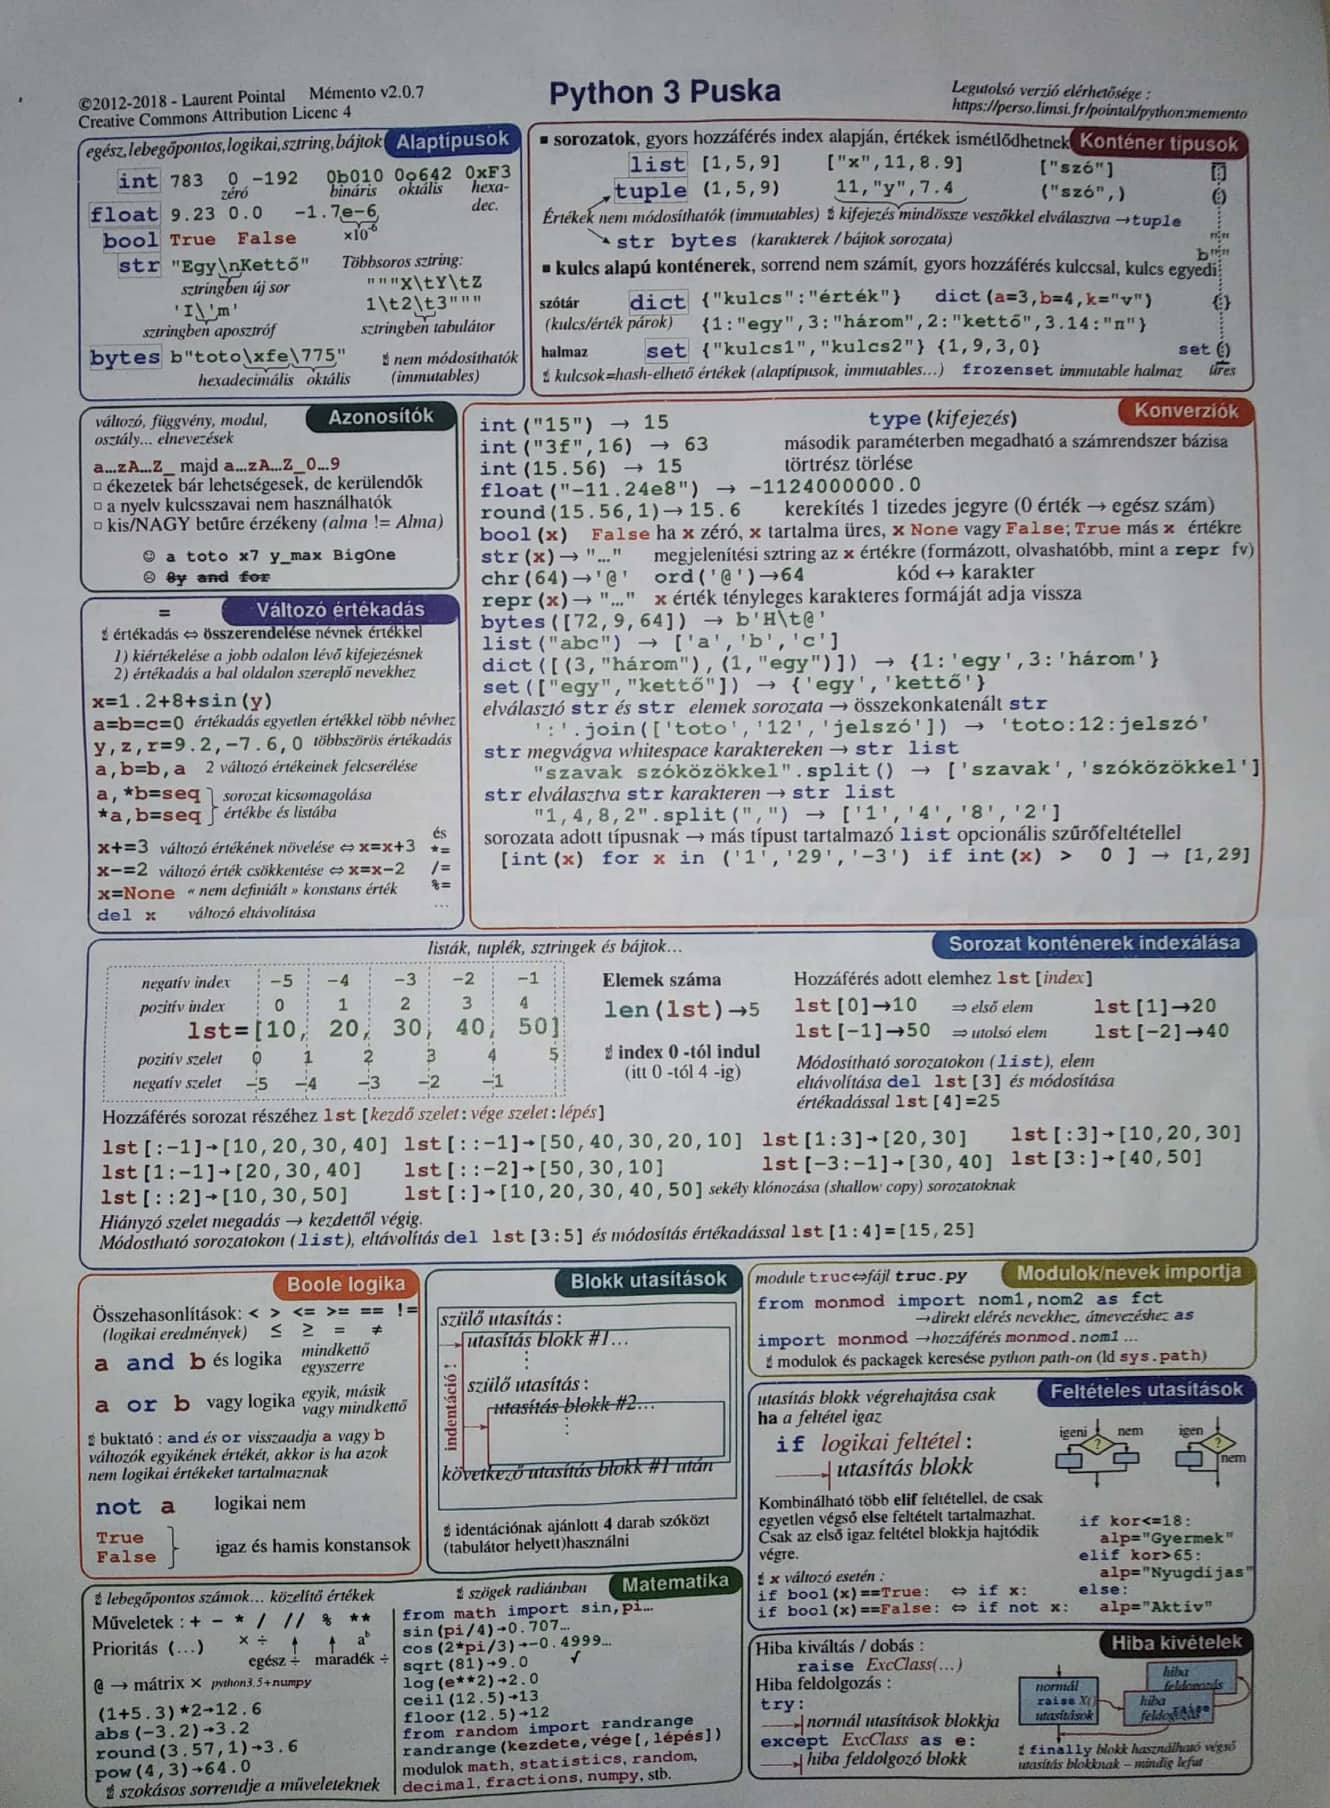 ©2012-2018 - Laurent Pointal Mémento v2.0.7
Creative Commons Attribution Licenc 4
Python 3 Puska
Legutolsó verzió elérhetősége :
https://perso.limsi.fr/pointal/python:memento
egész,lebegőpontos,logikai,sztring,bájtok Alaptípusok
int 783 0 -192 0b010 0o642 0xF3
zéró bináris oktális hexa-
dec.
float 9.23 0.0 -1.7e-6
×10⁻⁶
bool True False
str "Egy\nKettő" Többsoros sztring:
sztringben új sor """X\tY\tZ
'I\'m' 1\t2\t3"""
sztringben aposztróf sztringben tabulátor
bytes b"toto\xfe\775"
hexadecimális oktális
nem módosíthatók
(immutables)
■ sorozatok, gyors hozzáférés index alapján, értékek ismétlődhetnek Konténer típusok
list [1,5,9] ["x",11,8.9] ["szó"] []
tuple (1,5,9) 11,"y",7.4 ("szó",) ()
Értékek nem módosíthatók (immutables) kifejezés mindössze veszőkkel elválasztva →tuple
str bytes (karakterek / bájtok sorozata) ""
b""
■ kulcs alapú konténerek, sorrend nem számít, gyors hozzáférés kulccsal, kulcs egyedi
szótár dict {"kulcs":"érték"} dict(a=3,b=4,k="v") {}
(kulcs/érték párok) {1:"egy",3:"három",2:"kettő",3.14:"π"}
halmaz set {"kulcs1","kulcs2"} {1,9,3,0} set()
kulcsok=hash-elhető értékek (alaptípusok, immutables…) frozenset immutable halmaz üres
változó, függvény, modul, Azonosítók
osztály… elnevezések
a…zA…Z_ majd a…zA…Z_0…9
▫ ékezetek bár lehetségesek, de kerülendők
▫ a nyelv kulcsszavai nem használhatók
▫ kis/NAGY betűre érzékeny (alma != Alma)
☺ a toto x7 y_max BigOne
☹ 8y and for
= Változó értékadás
értékadás ⇔ összerendelése névnek értékkel
1) kiértékelése a jobb odalon lévő kifejezésnek
2) értékadás a bal oldalon szereplő nevekhez
x=1.2+8+sin(y)
a=b=c=0 értékadás egyetlen értékkel több névhez
y,z,r=9.2,-7.6,0 többszörös értékadás
a,b=b,a 2 változó értékeinek felcserélése
a,*b=seq sorozat kicsomagolása
*a,b=seq értékbe és listába
x+=3 változó értékének növelése ⇔ x=x+3 és *=
x-=2 változó érték csökkentése ⇔ x=x-2 /=
x=None « nem definiált » konstans érték %=
del x változó eltávolítása …
Konverziók
int("15") → 15 type(kifejezés)
int("3f",16) → 63 második paraméterben megadható a számrendszer bázisa
int(15.56) → 15 törtrész törlése
float("-11.24e8") → -1124000000.0
round(15.56,1)→15.6 kerekítés 1 tizedes jegyre (0 érték → egész szám)
bool(x) False ha x zéró, x tartalma üres, x None vagy False; True más x értékre
str(x)→"…" megjelenítési sztring az x értékre (formázott, olvashatóbb, mint a repr fv)
chr(64)→'@' ord('@')→64 kód ↔ karakter
repr(x)→"…" x érték tényleges karakteres formáját adja vissza
bytes([72,9,64]) → b'H\t@'
list("abc") → ['a','b','c']
dict([(3,"három"),(1,"egy")]) → {1:'egy',3:'három'}
set(["egy","kettő"]) → {'egy','kettő'}
elválasztó str és str elemek sorozata → összekonkatenált str
':'.join(['toto','12','jelszó']) → 'toto:12:jelszó'
str megvágva whitespace karaktereken → str list
"szavak szóközökkel".split() → ['szavak','szóközökkel']
str elválasztva str karakteren → str list
"1,4,8,2".split(",") → ['1','4','8','2']
sorozata adott típusnak → más típust tartalmazó list opcionális szűrőfeltétellel
[int(x) for x in ('1','29','-3') if int(x) > 0 ] → [1,29]
listák, tuplék, sztringek és bájtok… Sorozat konténerek indexálása
negatív index -5 -4 -3 -2 -1
pozitív index 0 1 2 3 4
lst=[10, 20, 30, 40, 50]
pozitív szelet 0 1 2 3 4 5
negatív szelet -5 -4 -3 -2 -1
Elemek száma
len(lst)→5
index 0 -tól indul
(itt 0 -tól 4 -ig)
Hozzáférés adott elemhez lst[index]
lst[0]→10 ⇒ első elem lst[1]→20
lst[-1]→50 ⇒ utolsó elem lst[-2]→40
Módosítható sorozatokon (list), elem
eltávolítása del lst[3] és módosítása
értékadással lst[4]=25
Hozzáférés sorozat részéhez lst[kezdő szelet:vége szelet:lépés]
lst[:-1]→[10,20,30,40] lst[::-1]→[50,40,30,20,10] lst[1:3]→[20,30] lst[:3]→[10,20,30]
lst[1:-1]→[20,30,40] lst[::-2]→[50,30,10] lst[-3:-1]→[30,40] lst[3:]→[40,50]
lst[::2]→[10,30,50] lst[:]→[10,20,30,40,50] sekély klónozása (shallow copy) sorozatoknak
Hiányzó szelet megadás → kezdettől végig.
Módostható sorozatokon (list), eltávolítás del lst[3:5] és módosítás értékadással lst[1:4]=[15,25]
Boole logika
Összehasonlítások: < > <= >= == !=
(logikai eredmények) ≤ ≥ = ≠
a and b és logika mindkettő
egyszerre
a or b vagy logika egyik, másik
vagy mindkettő
buktató : and és or visszaadja a vagy b
változók egyikének értékét, akkor is ha azok
nem logikai értékeket tartalmaznak
not a logikai nem
True
False
igaz és hamis konstansok
Blokk utasítások
szülő utasítás :
utasítás blokk #1…
⋮
szülő utasítás :
utasítás blokk #2…
⋮
következő utasítás blokk #1 után
indentáció !
identációnak ajánlott 4 darab szóközt
(tabulátor helyett)használni
module truc⇔fájl truc.py Modulok/nevek importja
from monmod import nom1,nom2 as fct
→direkt elérés nevekhez, átnevezéshez as
import monmod →hozzáférés monmod.nom1 …
modulok és packagek keresése python path-on (ld sys.path)
utasítás blokk végrehajtása csak Feltételes utasítások
ha a feltétel igaz
if logikai feltétel :
utasítás blokk
igeni ? nem
igen ? nem
Kombinálható több elif feltétellel, de csak
egyetlen végső else feltételt tartalmazhat.
Csak az első igaz feltétel blokkja hajtódik
végre.
x változó esetén :
if bool(x)==True: ⇔ if x:
if bool(x)==False: ⇔ if not x:
if kor<=18:
alp="Gyermek"
elif kor>65:
alp="Nyugdíjas"
else:
alp="Aktív"
lebegőpontos számok… közelítő értékek
Műveletek : + - * / // % **
Prioritás (…) × ÷ egész ÷ maradék ÷ aᵇ
@ → mátrix × python3.5+numpy
(1+5.3)*2→12.6
abs(-3.2)→3.2
round(3.57,1)→3.6
pow(4,3)→64.0
szokásos sorrendje a műveleteknek
szögek radiánban Matematika
from math import sin,pi…
sin(pi/4)→0.707…
cos(2*pi/3)→-0.4999…
sqrt(81)→9.0 √
log(e**2)→2.0
ceil(12.5)→13
floor(12.5)→12
from random import randrange
randrange(kezdete,vége[,lépés])
modulok math, statistics, random,
decimal, fractions, numpy, stb.
Hiba kiváltás / dobás : Hiba kivételek
raise ExcClass(…)
Hiba feldolgozás :
try:
normál utasítások blokkja
except ExcClass as e:
hiba feldolgozó blokk
normál
raise X()
utasítások
hiba
feldolgozás
hiba
raise
finally blokk használható végső
utasítás blokknak – mindig lefut